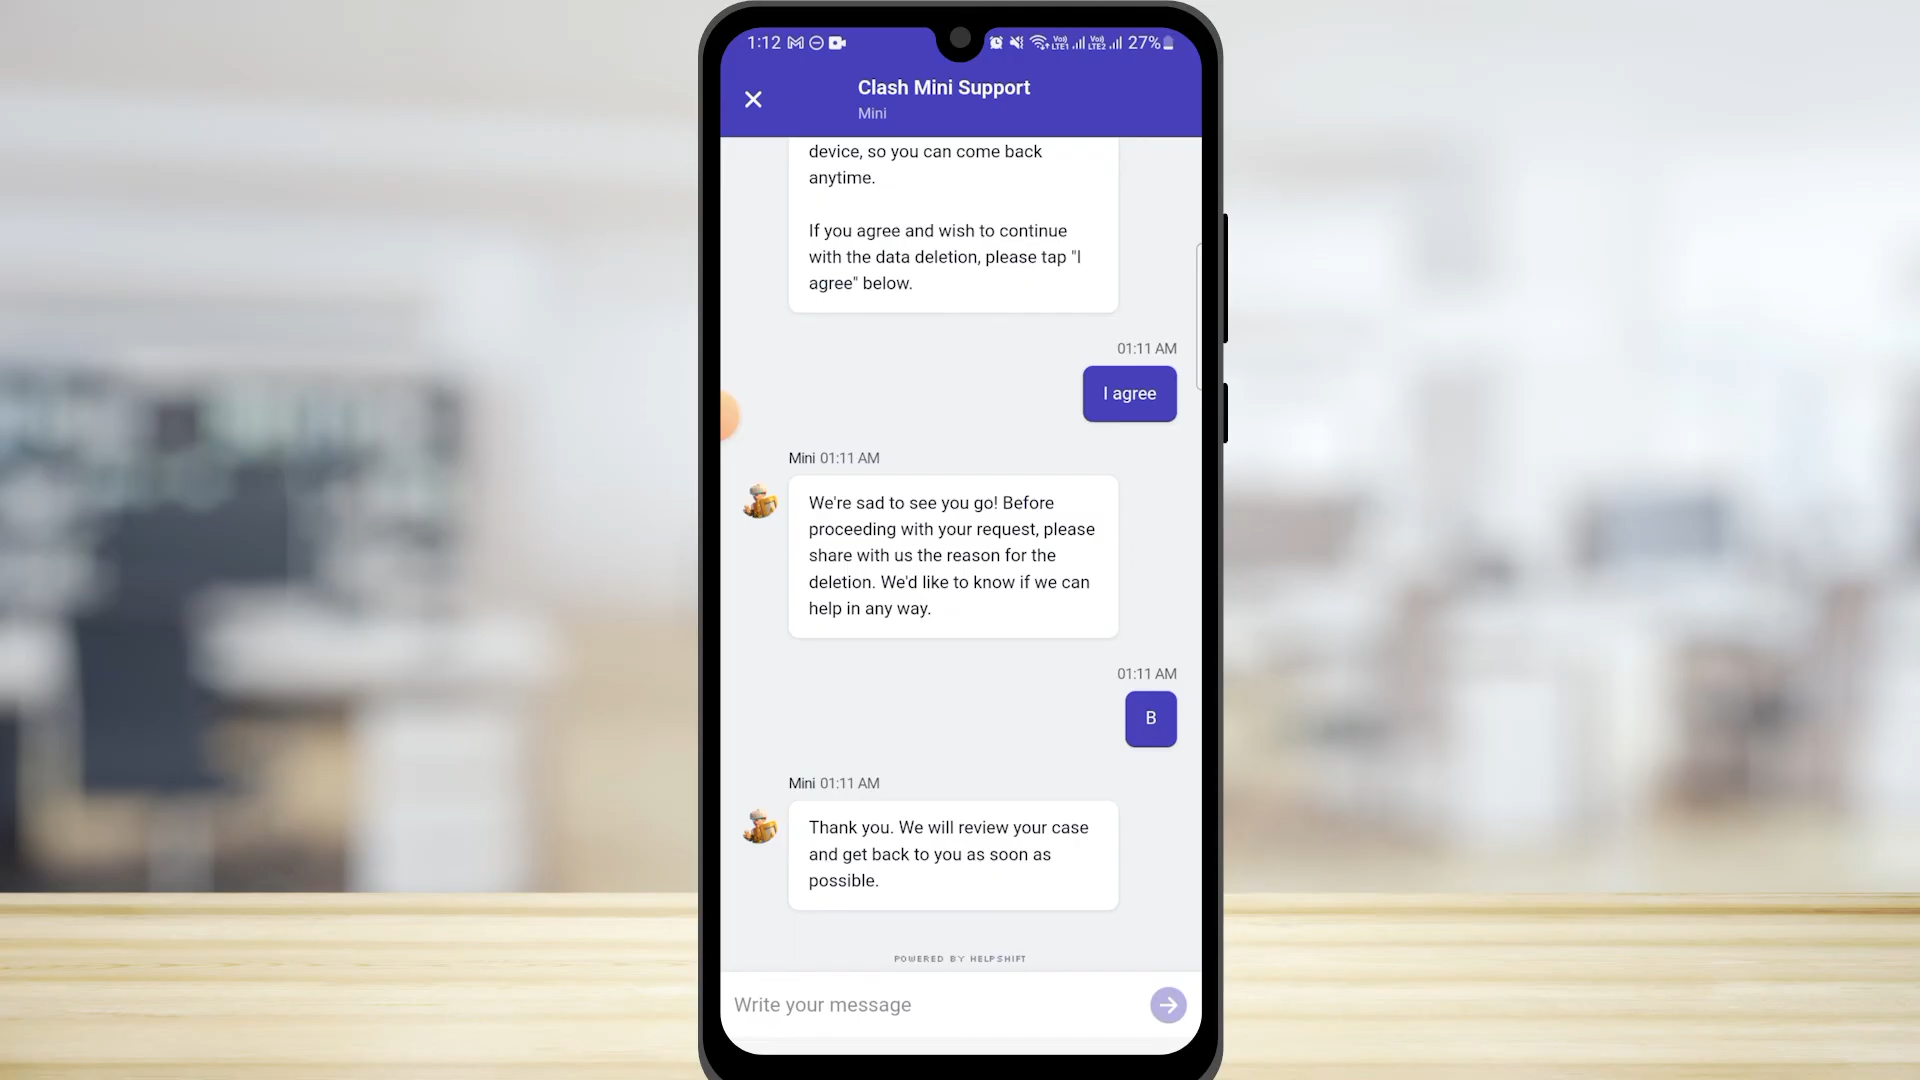 1:12
Vo) LTE1
Vo) LTE2
27%
Clash Mini Support
Mini
device, so you can come back
anytime.
If you agree and wish to continue
with the data deletion, please tap "I
agree" below.
01:11 AM
I agree
Mini 01:11 AM
We're sad to see you go! Before
proceeding with your request, please
share with us the reason for the
deletion. We'd like to know if we can
help in any way.
01:11 AM
B
Mini 01:11 AM
Thank you. We will review your case
and get back to you as soon as
possible.
POWERED BY HELPSHIFT
Write your message